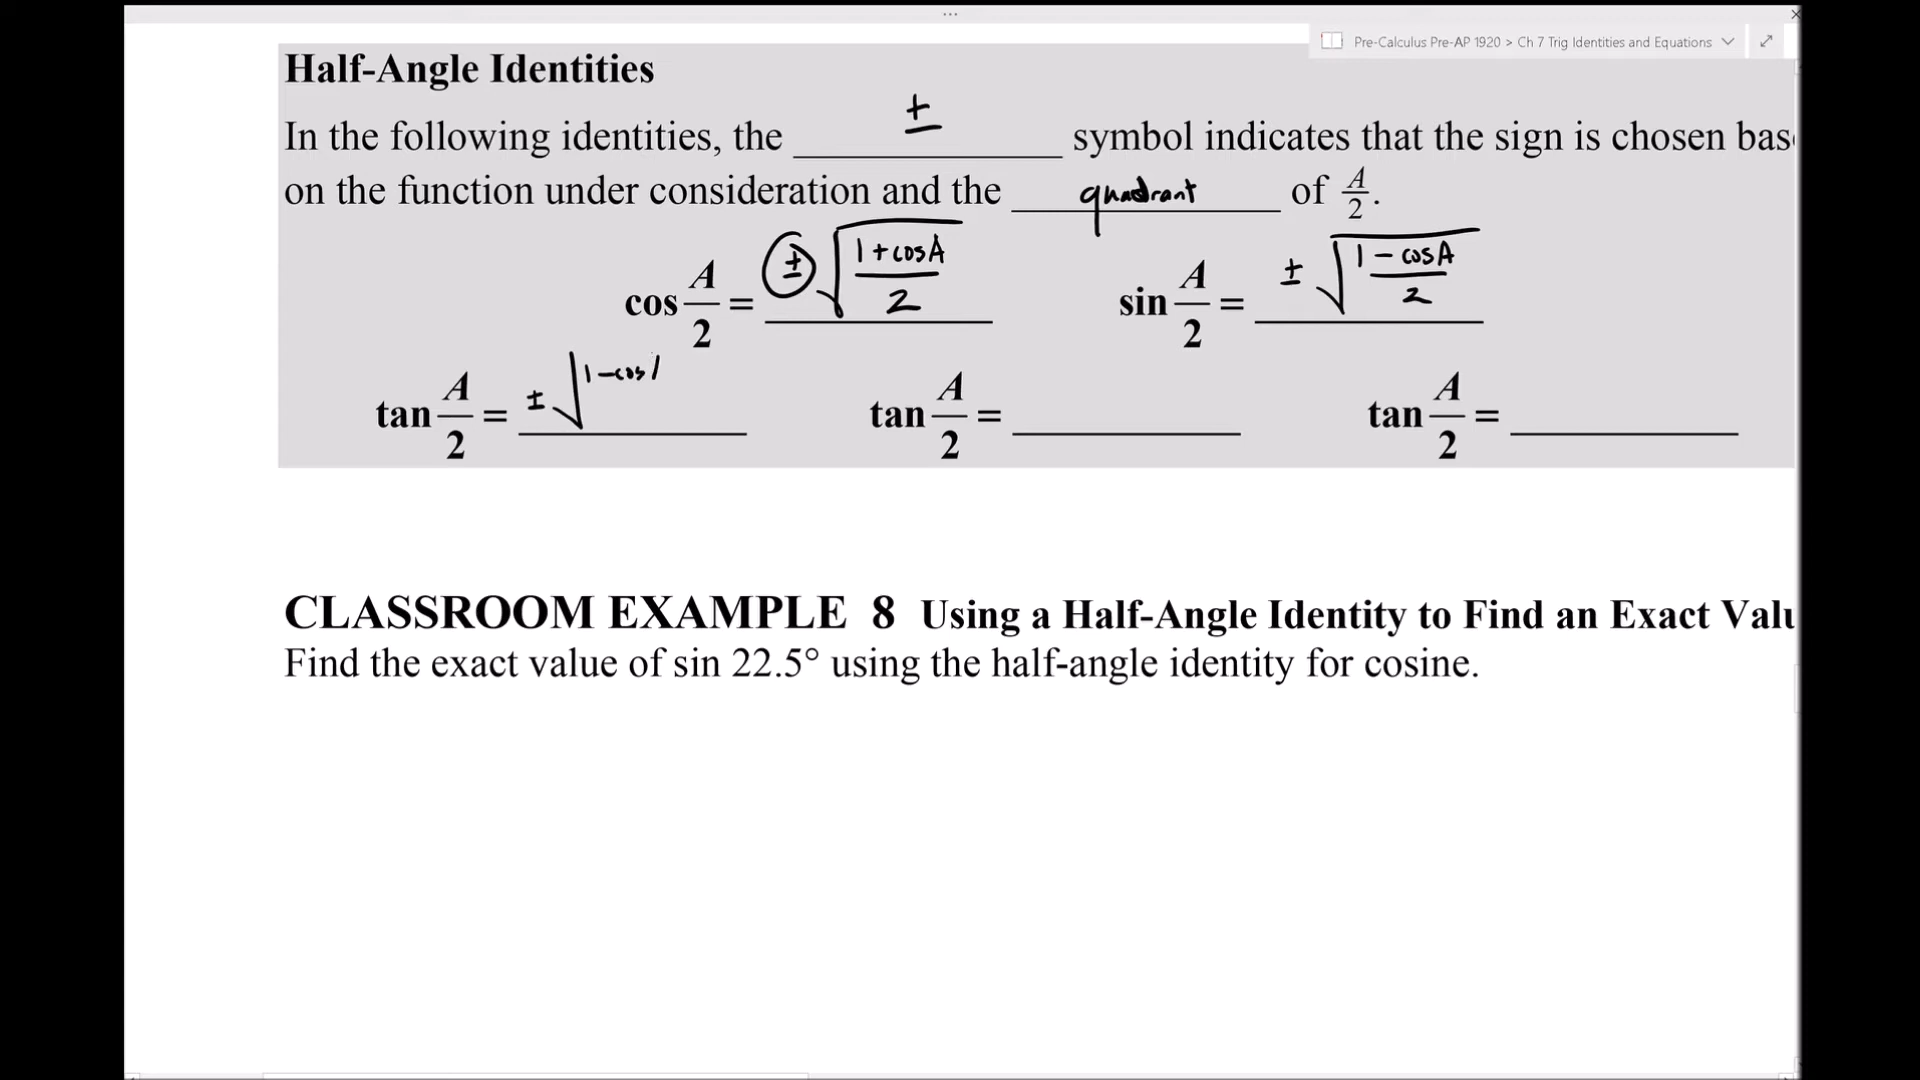 ...
Pre-Calculus Pre-AP 1920 > Ch 7 Trig Identities and Equations
Half-Angle Identities
In the following identities, the ± symbol indicates that the sign is chosen bas
on the function under consideration and the quadrant of A/2.
cos A/2 = ±√((1+cosA)/2) sin A/2 = ±√((1-cosA)/2)
tan A/2 = ±√(1-cos tan A/2 = ______ tan A/2 = ______
CLASSROOM EXAMPLE 8 Using a Half-Angle Identity to Find an Exact Valu
Find the exact value of sin 22.5° using the half-angle identity for cosine.